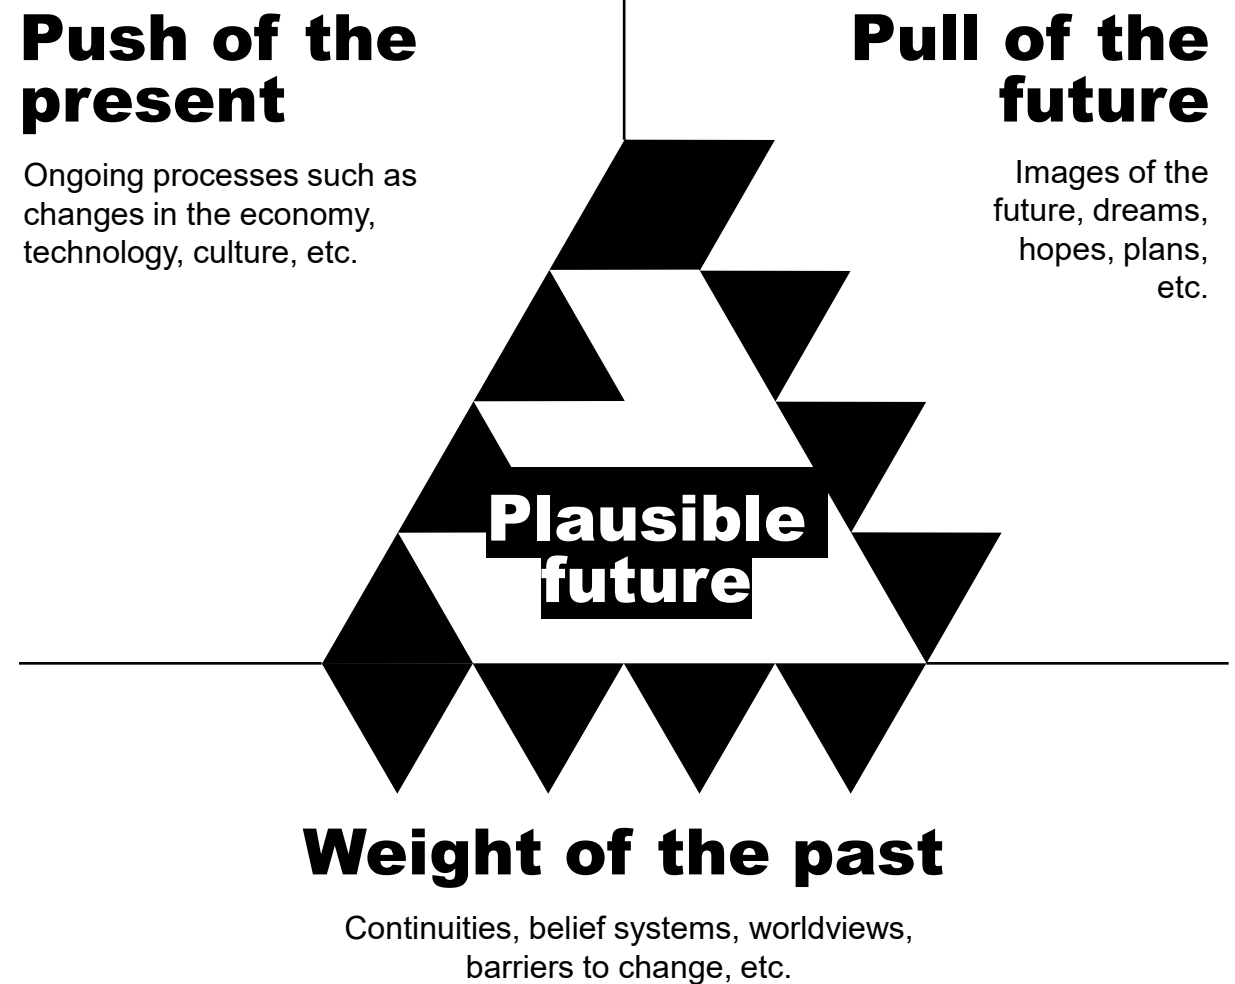 Push of the
present
Ongoing processes such as
changes in the economy,
technology, culture, etc.
Pull of the
future
Images of the
future, dreams,
hopes, plans,
etc.
Plausible
future
Weight of the past
Continuities, belief systems, worldviews,
barriers to change, etc.